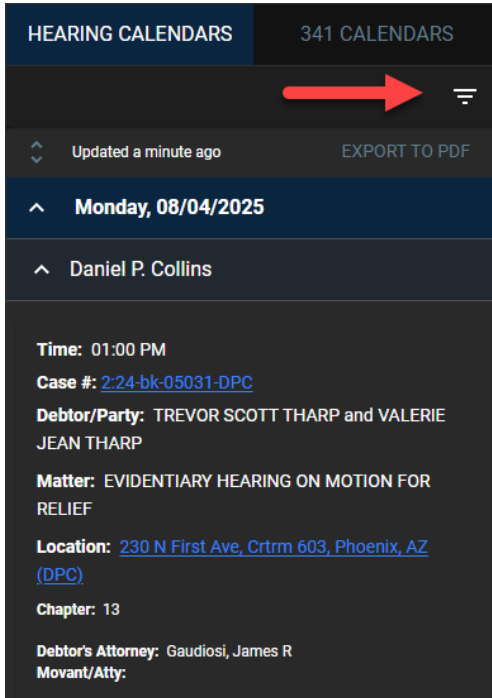 HEARING CALENDARS 341 CALENDARS
Updated a minute ago EXPORT TO PDF
Monday, 08/04/2025
Daniel P. Collins
Time: 01:00 PM
Case #: 2:24-bk-05031-DPC
Debtor/Party: TREVOR SCOTT THARP and VALERIE
JEAN THARP
Matter: EVIDENTIARY HEARING ON MOTION FOR
RELIEF
Location: 230 N First Ave, Crtrm 603, Phoenix, AZ
(DPC)
Chapter: 13
Debtor's Attorney: Gaudiosi, James R
Movant/Atty: